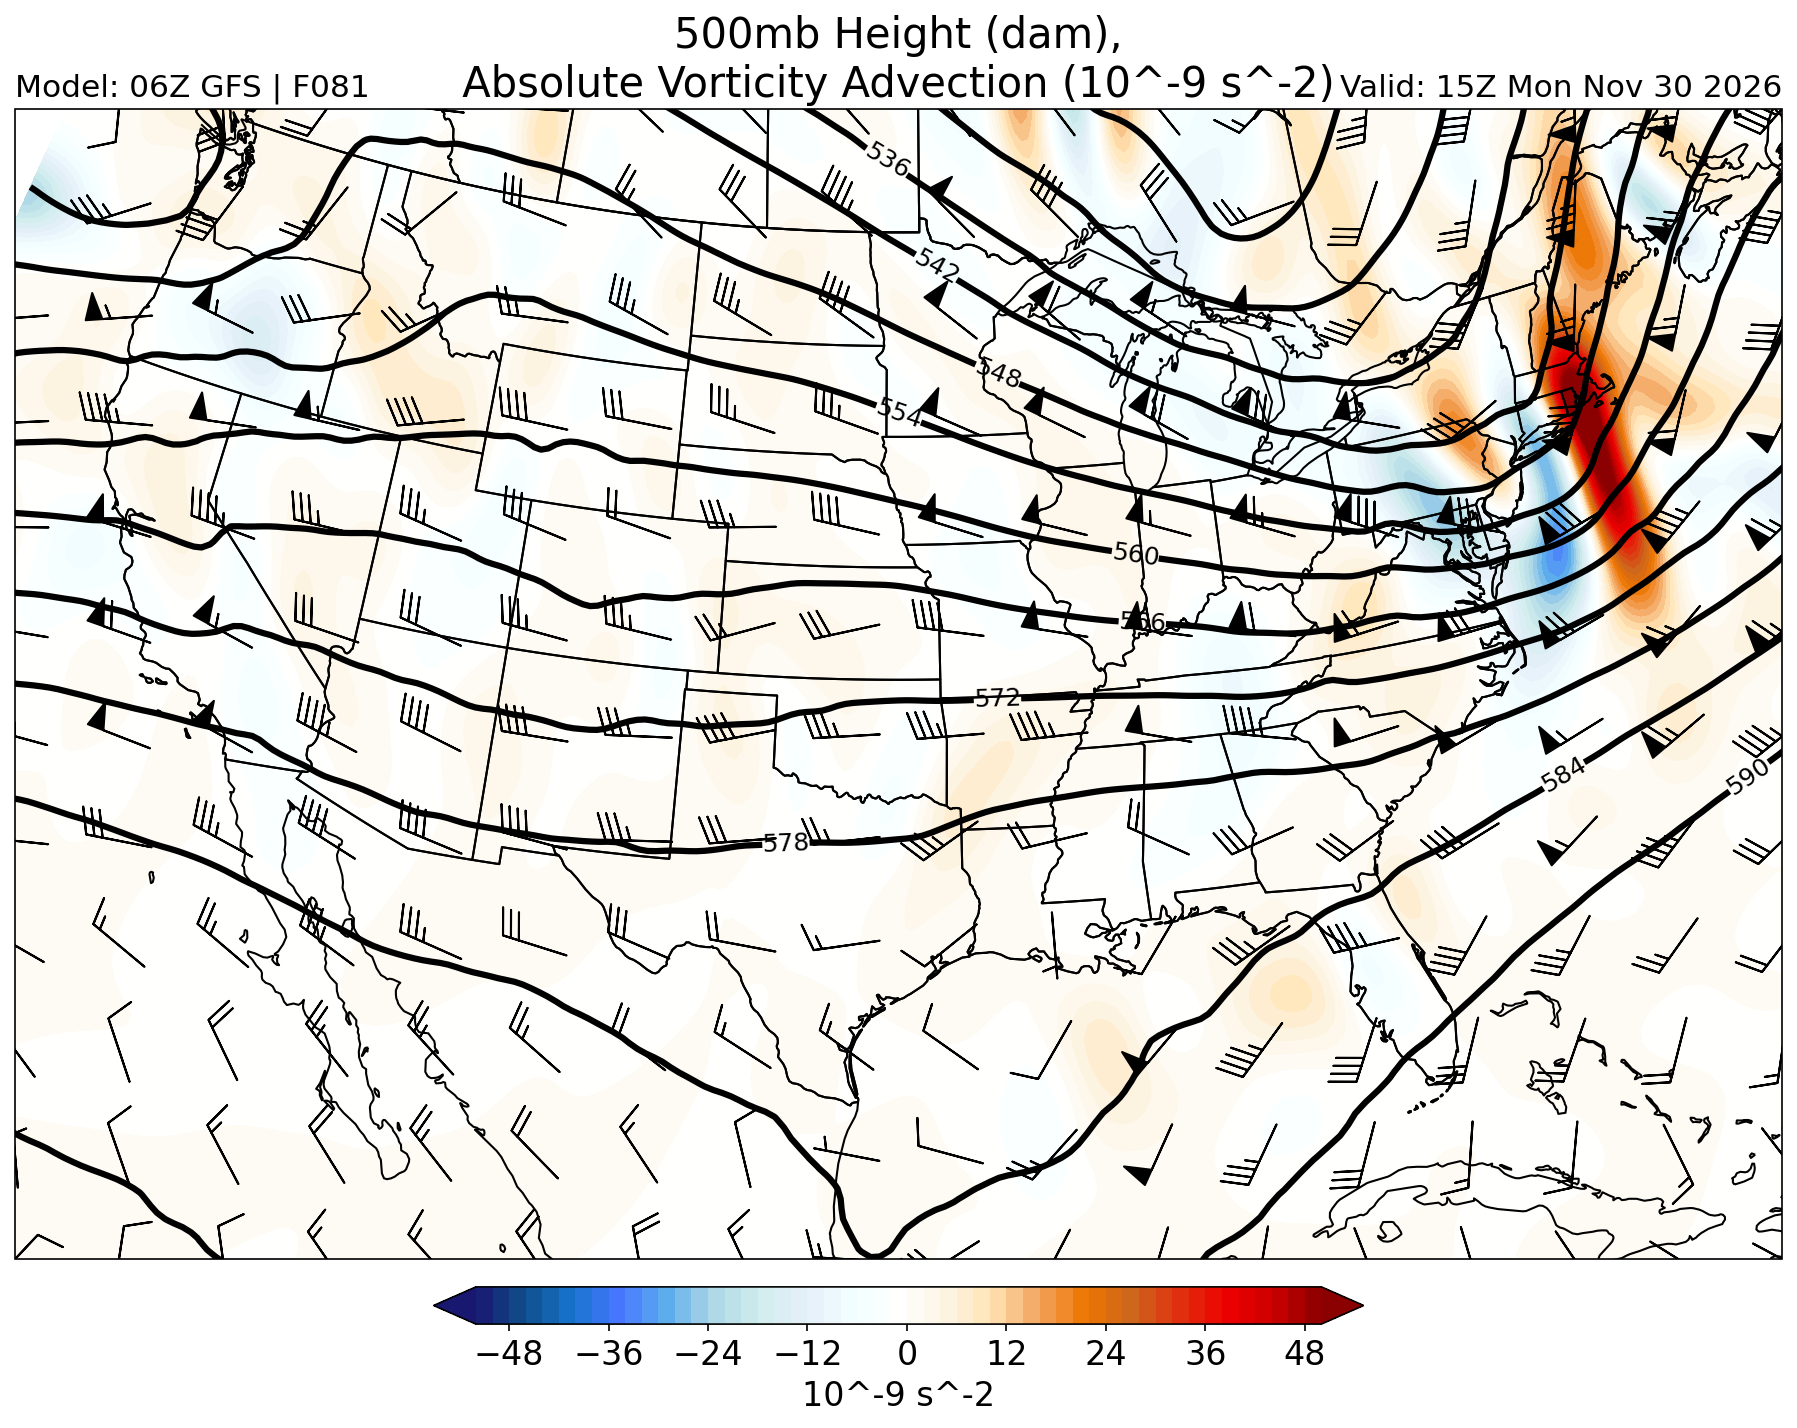 500mb Height (dam),
Model: 06Z GFS | F081
Absolute Vorticity Advection (10^-9 s^-2)
Valid: 15Z Mon Nov 30 2026
536
542
548
554
560
566
572
578
584
590
−48 −36 −24 −12 0 12 24 36 48
10^-9 s^-2